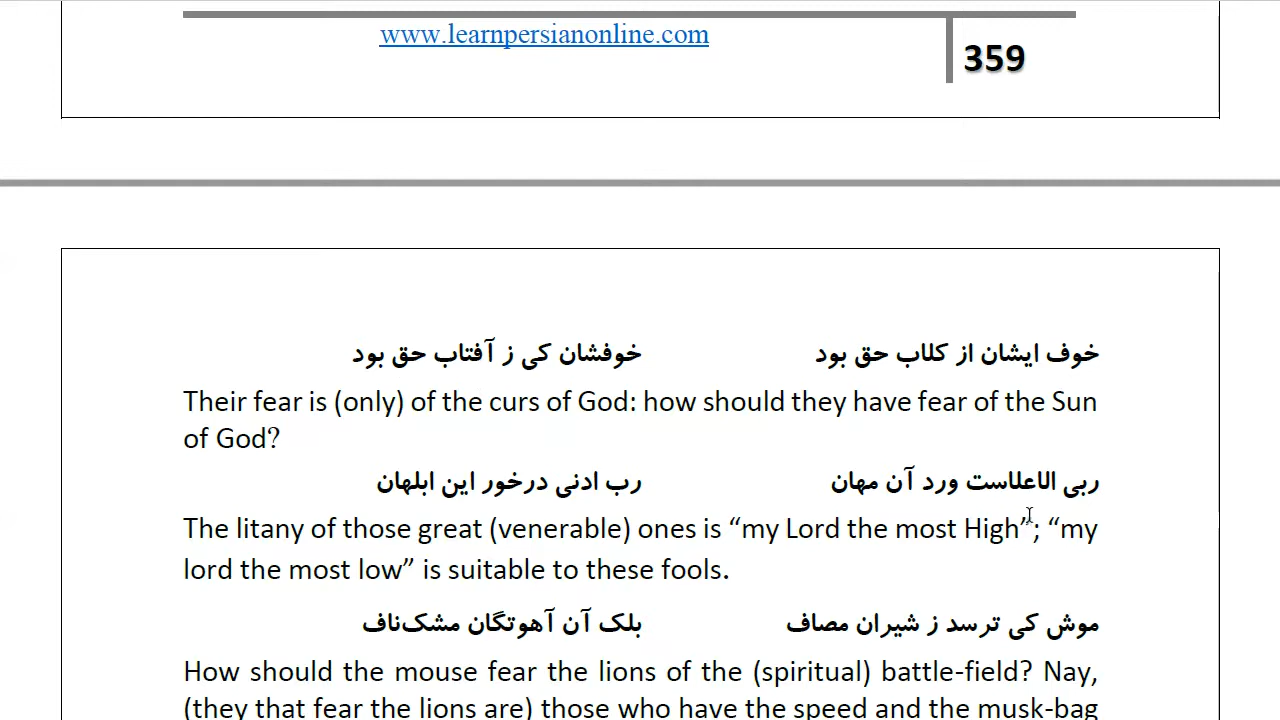 www.learnpersianonline.com
359
خوف ایشان از کلاب حق بود خوفشان کی ز آفتاب حق بود
Their fear is (only) of the curs of God: how should they have fear of the Sun
of God?
ربی الاعلاست ورد آن مهان رب ادنی درخور این ابلهان
The litany of those great (venerable) ones is “my Lord the most High”; “my
lord the most low” is suitable to these fools.
موش کی ترسد ز شیران مصاف بلک آن آهوتگان مشک‌ناف
How should the mouse fear the lions of the (spiritual) battle-field? Nay,
(they that fear the lions are) those who have the speed and the musk-bag